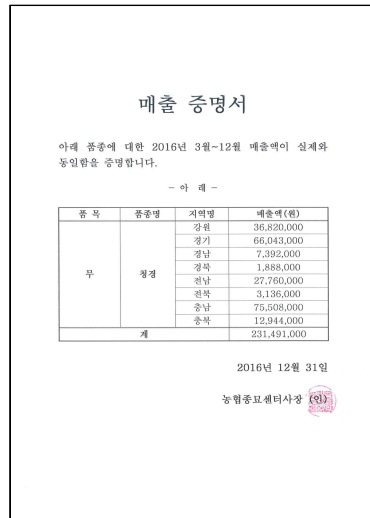 매출 증명서
아래 품종에 대한 2016년 3월~12월 매출액이 실제와
동일함을 증명합니다.
- 아 래 -
품 목 품종명 지역명 매출액(원)
무 청경 강원 36,820,000
경기 66,043,000
경남 7,392,000
경북 1,888,000
전남 27,760,000
전북 3,136,000
충남 75,508,000
충북 12,944,000
계 231,491,000
2016년 12월 31일
농협종묘센터사장 (인)